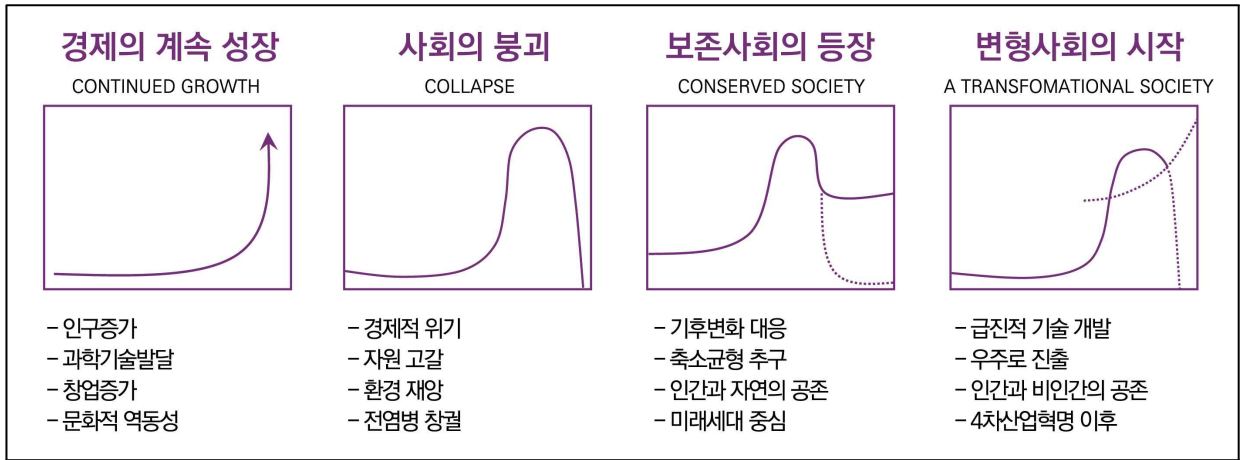 경제의 계속 성장
CONTINUED GROWTH
- 인구증가
- 과학기술발달
- 창업증가
- 문화적 역동성
사회의 붕괴
COLLAPSE
- 경제적 위기
- 자원 고갈
- 환경 재앙
- 전염병 창궐
보존사회의 등장
CONSERVED SOCIETY
- 기후변화 대응
- 축소균형 추구
- 인간과 자연의 공존
- 미래세대 중심
변형사회의 시작
A TRANSFOMATIONAL SOCIETY
- 급진적 기술 개발
- 우주로 진출
- 인간과 비인간의 공존
- 4차산업혁명 이후